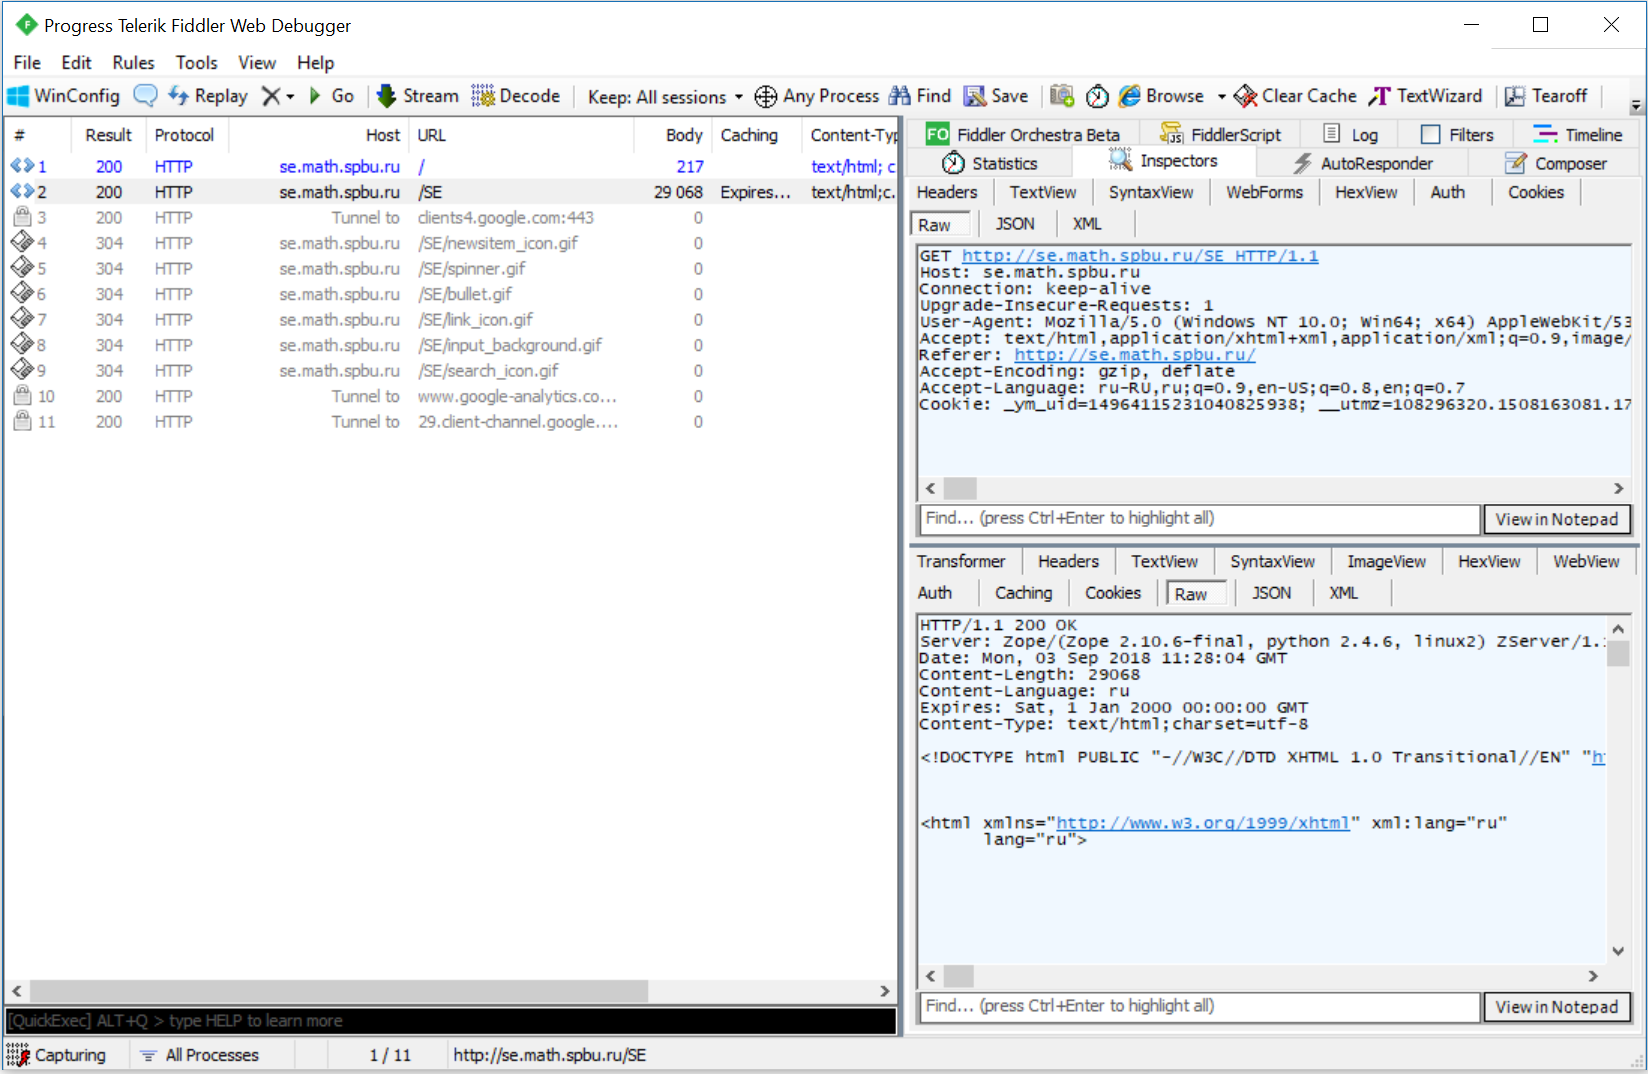 Progress Telerik Fiddler Web Debugger
File Edit Rules Tools View Help
WinConfig Replay Go Stream Decode Keep: All sessions Any Process Find Save Browse Clear Cache TextWizard Tearoff
# Result Protocol Host URL Body Caching Content-Typ
1 200 HTTP se.math.spbu.ru / 217 text/html; c
2 200 HTTP se.math.spbu.ru /SE 29 068 Expires... text/html;c.
3 200 HTTP Tunnel to clients4.google.com:443 0
4 304 HTTP se.math.spbu.ru /SE/newsitem_icon.gif 0
5 304 HTTP se.math.spbu.ru /SE/spinner.gif 0
6 304 HTTP se.math.spbu.ru /SE/bullet.gif 0
7 304 HTTP se.math.spbu.ru /SE/link_icon.gif 0
8 304 HTTP se.math.spbu.ru /SE/input_background.gif 0
9 304 HTTP se.math.spbu.ru /SE/search_icon.gif 0
10 200 HTTP Tunnel to www.google-analytics.co... 0
11 200 HTTP Tunnel to 29.client-channel.google.... 0
[QuickExec] ALT+Q > type HELP to learn more
Capturing All Processes 1 / 11 http://se.math.spbu.ru/SE
FO Fiddler Orchestra Beta FiddlerScript Log Filters Timeline
Statistics Inspectors AutoResponder Composer
Headers TextView SyntaxView WebForms HexView Auth Cookies
Raw JSON XML
GET http://se.math.spbu.ru/SE HTTP/1.1
Host: se.math.spbu.ru
Connection: keep-alive
Upgrade-Insecure-Requests: 1
User-Agent: Mozilla/5.0 (Windows NT 10.0; Win64; x64) AppleWebKit/53
Accept: text/html,application/xhtml+xml,application/xml;q=0.9,image/
Referer: http://se.math.spbu.ru/
Accept-Encoding: gzip, deflate
Accept-Language: ru-RU,ru;q=0.9,en-US;q=0.8,en;q=0.7
Cookie: _ym_uid=14964115231040825938; __utmz=108296320.1508163081.17
Find... (press Ctrl+Enter to highlight all) View in Notepad
Transformer Headers TextView SyntaxView ImageView HexView WebView
Auth Caching Cookies Raw JSON XML
HTTP/1.1 200 OK
Server: Zope/(Zope 2.10.6-final, python 2.4.6, linux2) ZServer/1.
Date: Mon, 03 Sep 2018 11:28:04 GMT
Content-Length: 29068
Content-Language: ru
Expires: Sat, 1 Jan 2000 00:00:00 GMT
Content-Type: text/html;charset=utf-8
<!DOCTYPE html PUBLIC "-//W3C//DTD XHTML 1.0 Transitional//EN" "h
<html xmlns="http://www.w3.org/1999/xhtml" xml:lang="ru"
lang="ru">
Find... (press Ctrl+Enter to highlight all) View in Notepad